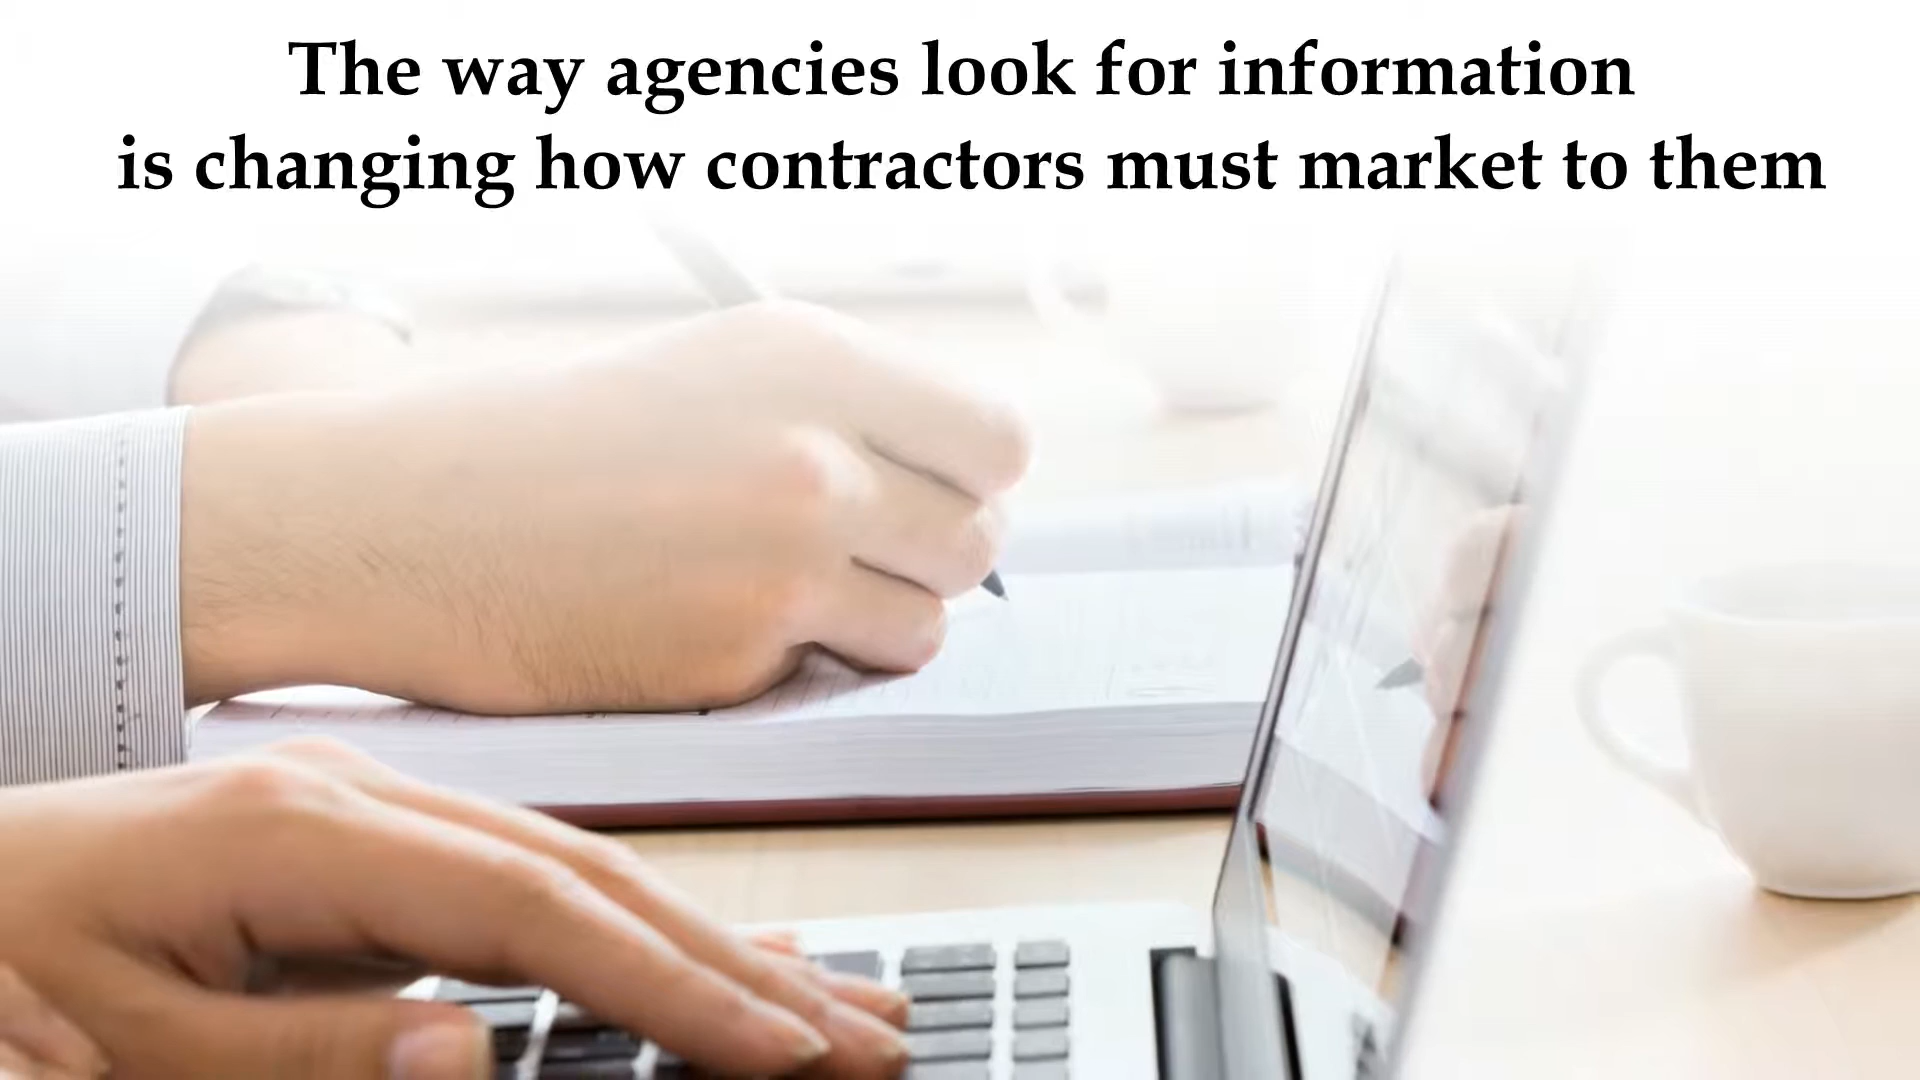 The way agencies look for information
is changing how contractors must market to them